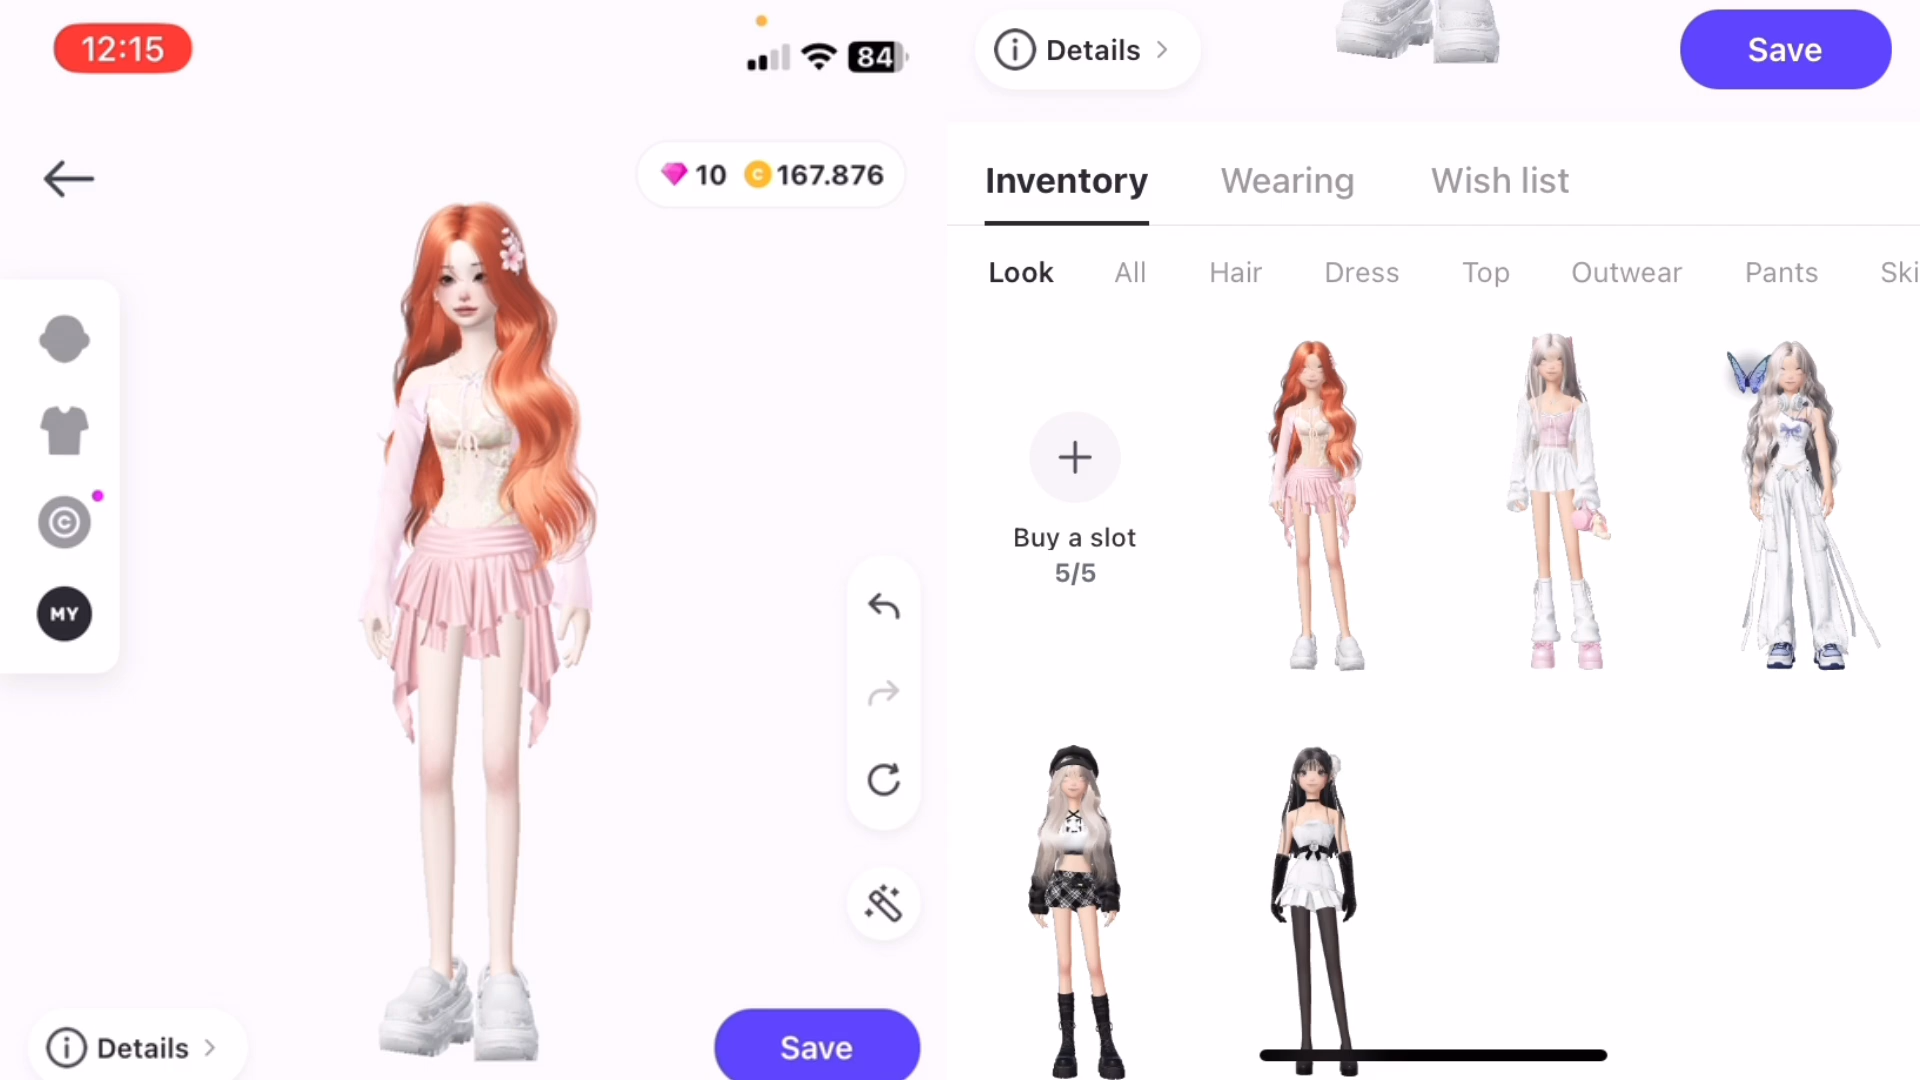 12:15
84
10 C 167.876
C
MY
Details
Save
Details
Save
Inventory Wearing Wish list
Look All Hair Dress Top Outwear Pants Ski
Buy a slot
5/5